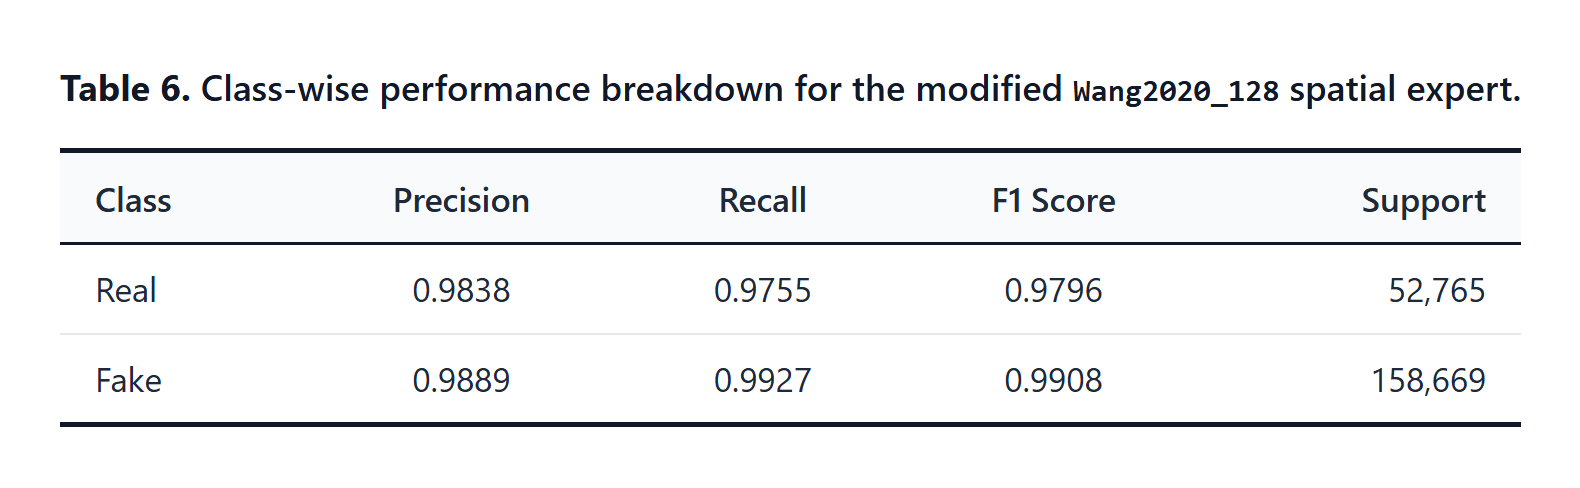 Table 6. Class-wise performance breakdown for the modified Wang2020_128 spatial expert.
Class Precision Recall F1 Score Support
Real 0.9838 0.9755 0.9796 52,765
Fake 0.9889 0.9927 0.9908 158,669